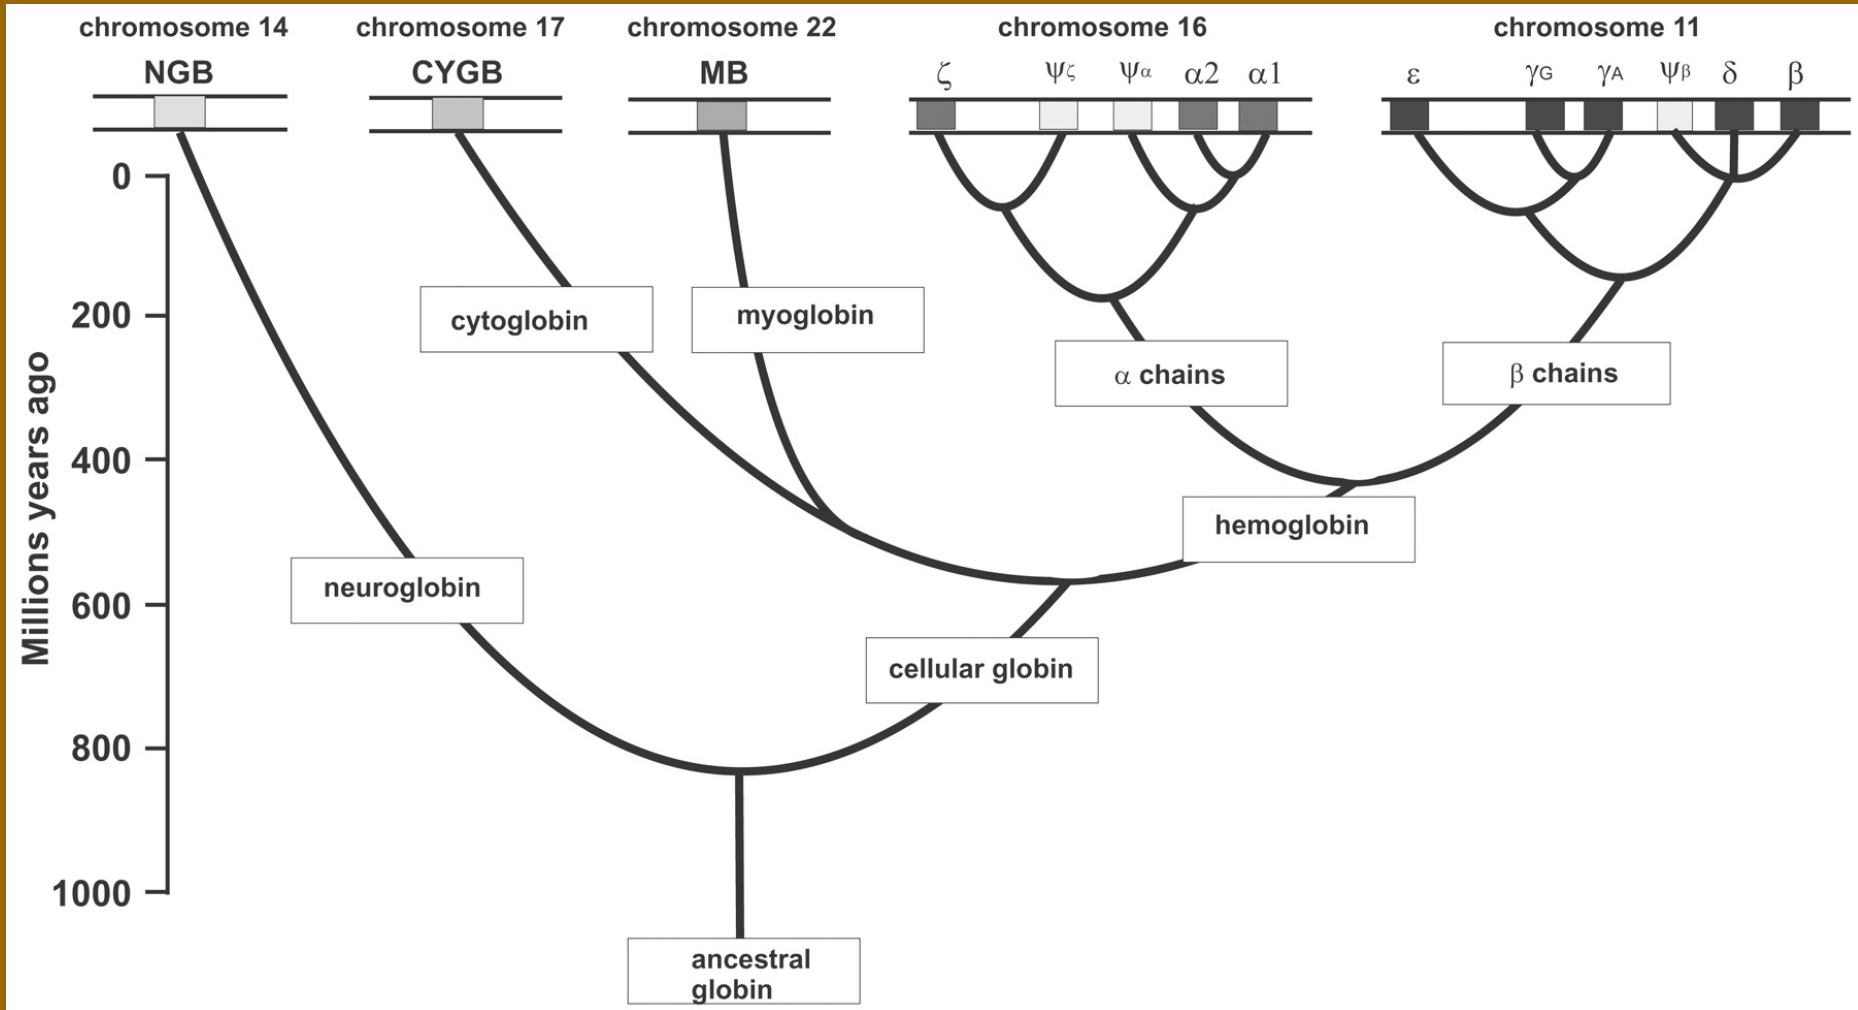 chromosome 14 chromosome 17 chromosome 22 chromosome 16 chromosome 11
NGB CYGB MB ζ ψζ ψα α2 α1 ε γG γA ψβ δ β
0
200
400
600
800
1000
Millions years ago
cytoglobin
myoglobin
α chains
β chains
hemoglobin
neuroglobin
cellular globin
ancestral
globin